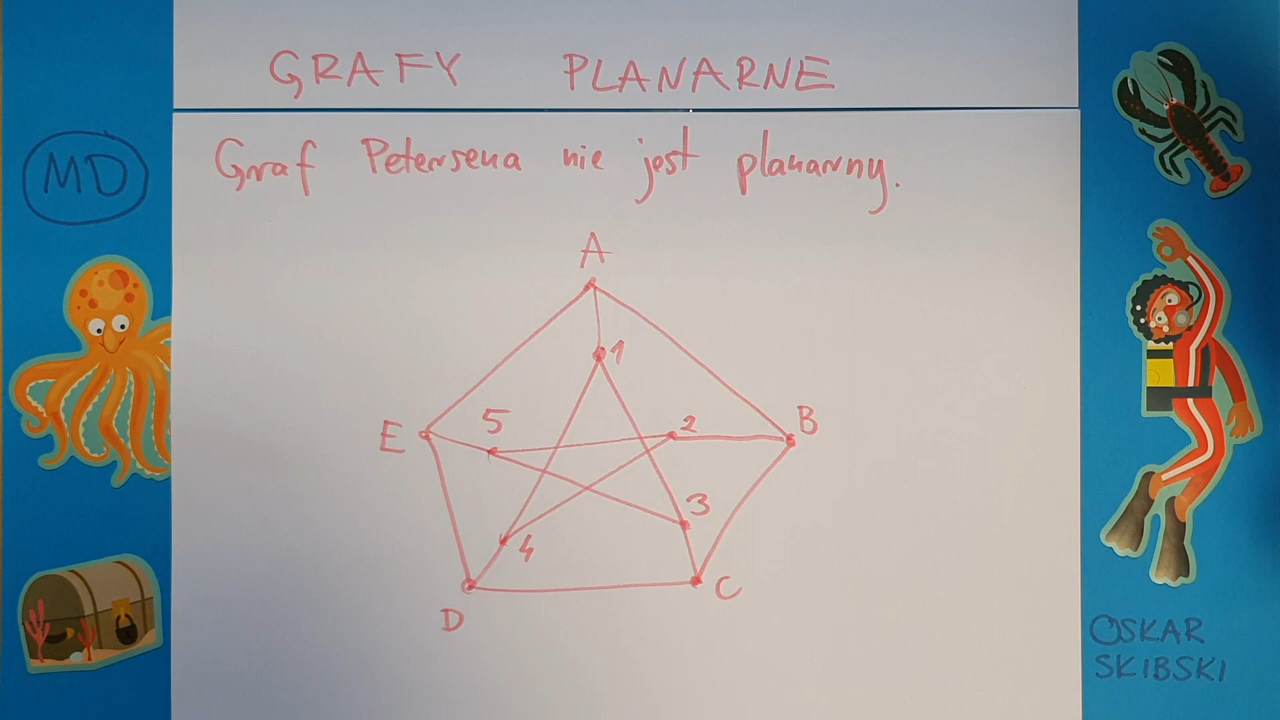 GRAFY PLANARNE
MD
Graf Petersena nie jest planarny.
A
1
E
5
2
B
3
4
C
D
OSKAR
SKIBSKI